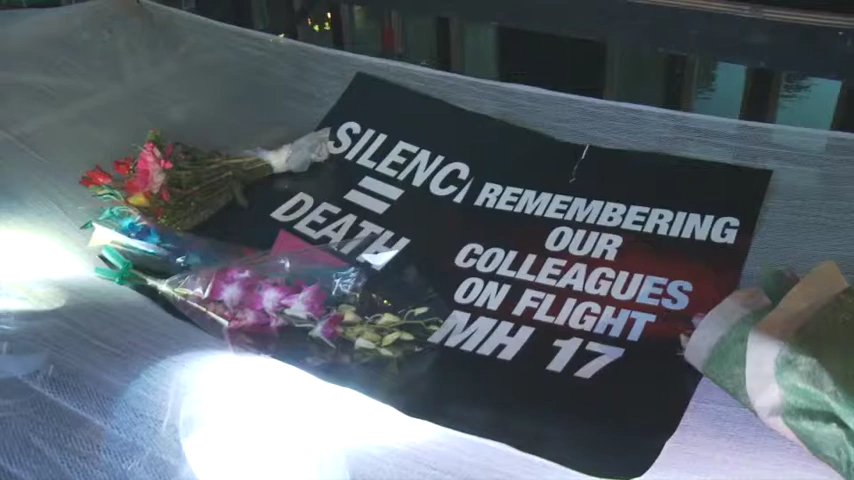 SILENC
=
DEATH
REMEMBERING
OUR
COLLEAGUES
ON FLIGHT
MH 17